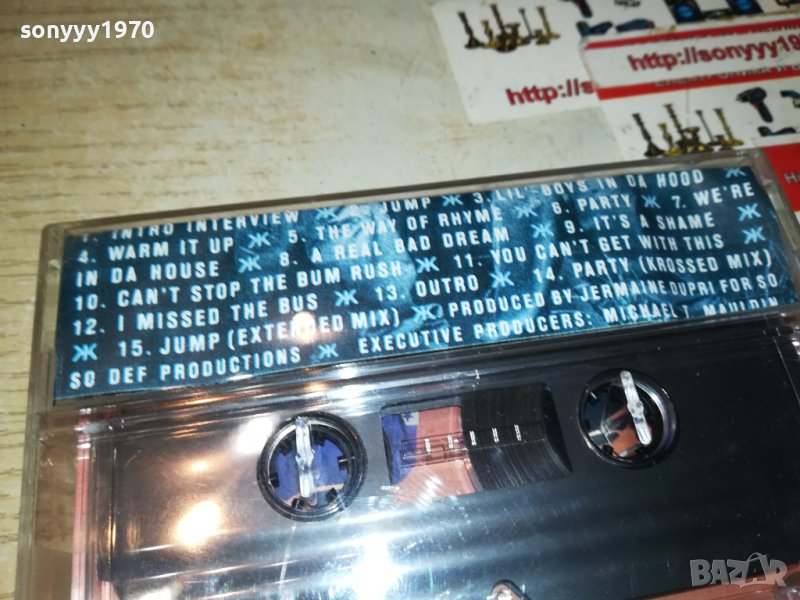 sonyyy1970
http://sonyyy19
http://s
1. INTRO INTERVIEW Ж 2. JUMP Ж 3. LIL' BOYS IN DA HOOD
4. WARM IT UP Ж 5. THE WAY OF RHYME Ж 6. PARTY Ж 7. WE'RE
IN DA HOUSE Ж 8. A REAL BAD DREAM Ж 9. IT'S A SHAME Ж
10. CAN'T STOP THE BUM RUSH Ж 11. YOU CAN'T GET WITH THIS Ж
12. I MISSED THE BUS Ж 13. OUTRO Ж 14. PARTY (KROSSED MIX)
Ж 15. JUMP (EXTENDED MIX) Ж PRODUCED BY JERMAINE DUPRI FOR SO
SO DEF PRODUCTIONS Ж EXECUTIVE PRODUCERS: MICHAEL T. MAULDIN
BAZAR